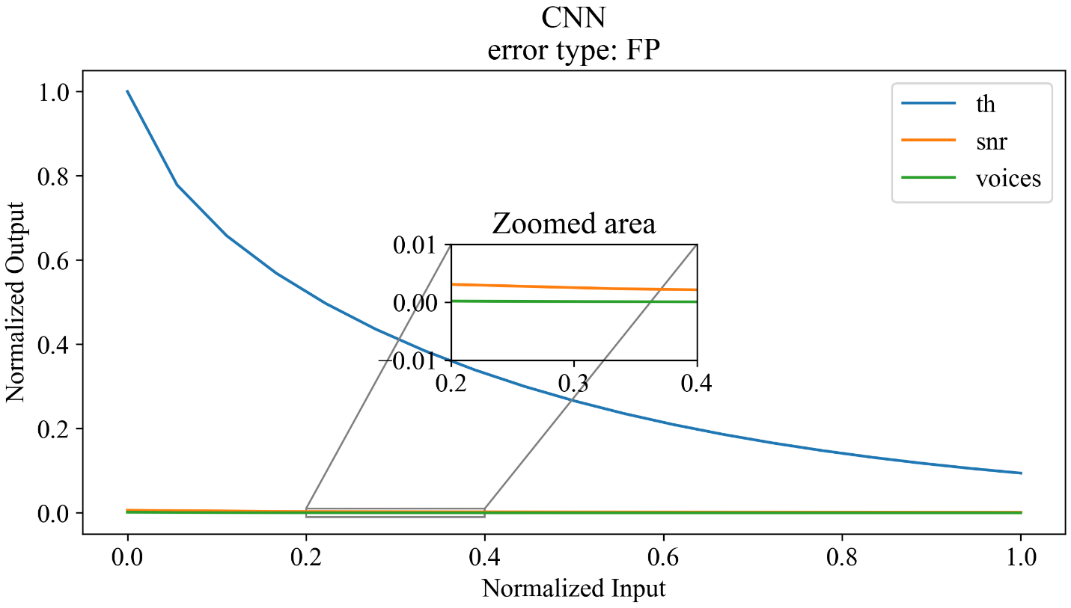 CNN
error type: FP
Normalized Output
1.0
0.8
0.6
0.4
0.2
0.0
th
snr
voices
Zoomed area
0.01
0.00
−0.01
0.2
0.3
0.4
0.0
0.2
0.4
0.6
0.8
1.0
Normalized Input